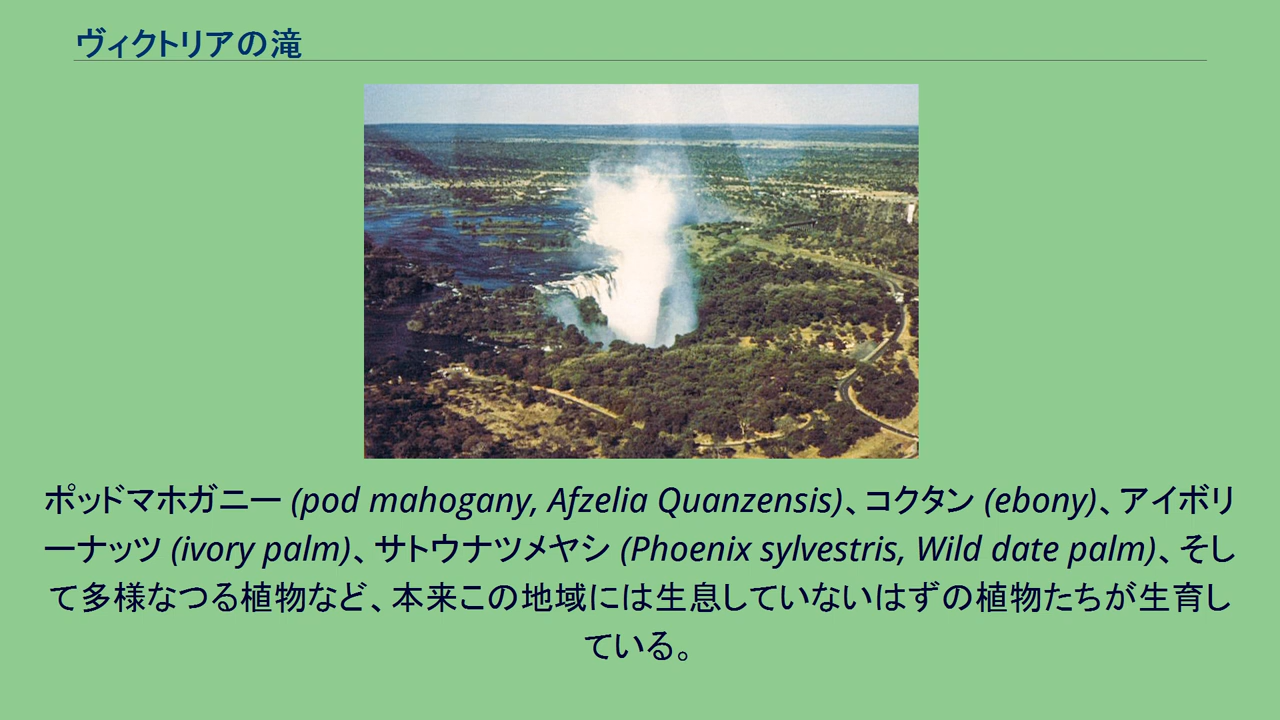 ヴィクトリアの滝
ポッドマホガニー (pod mahogany, Afzelia Quanzensis)、コクタン (ebony)、アイボリ
ーナッツ (ivory palm)、サトウナツメヤシ (Phoenix sylvestris, Wild date palm)、そし
て多様なつる植物など、本来この地域には生息していないはずの植物たちが生育し
ている。